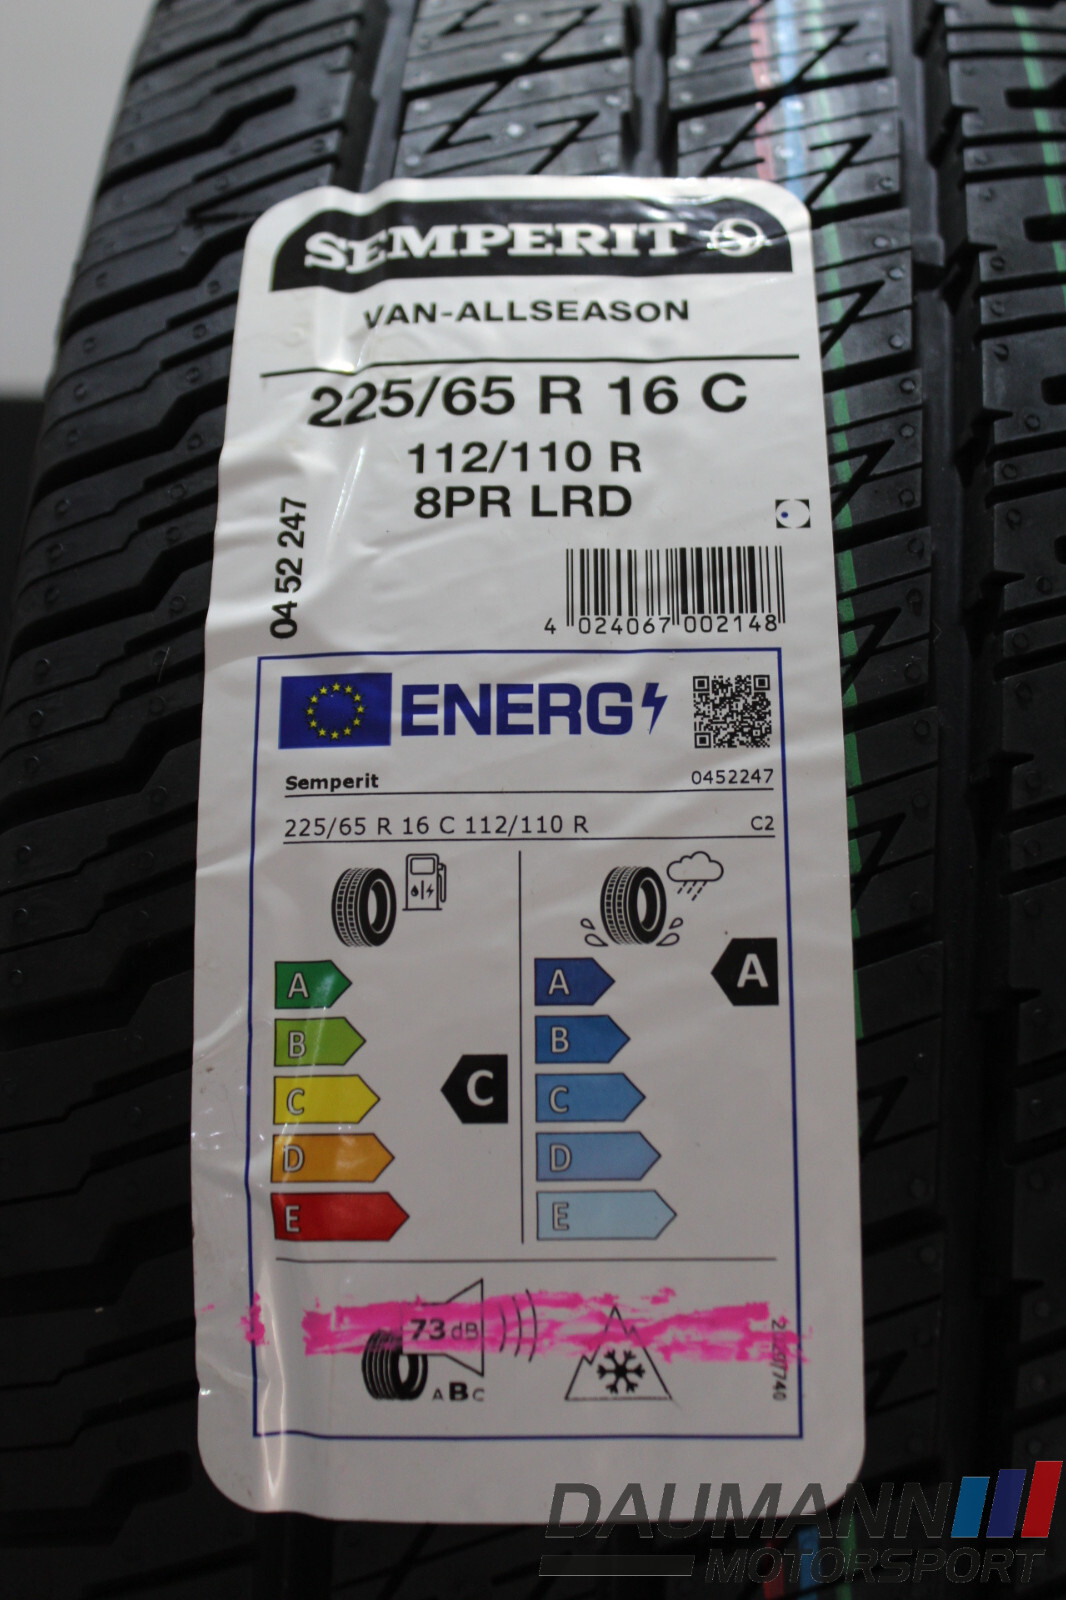 SEMPERIT
VAN-ALLSEASON
225/65 R 16 C
112/110 R
8PR LRD
04 52 247
4 024067 002148
ENERG
Semperit 0452247
225/65 R 16 C 112/110 R C2
A A
A
B B
C C
C
D D
E E
73 dB
ABC
DAUMANN
MOTORSPORT